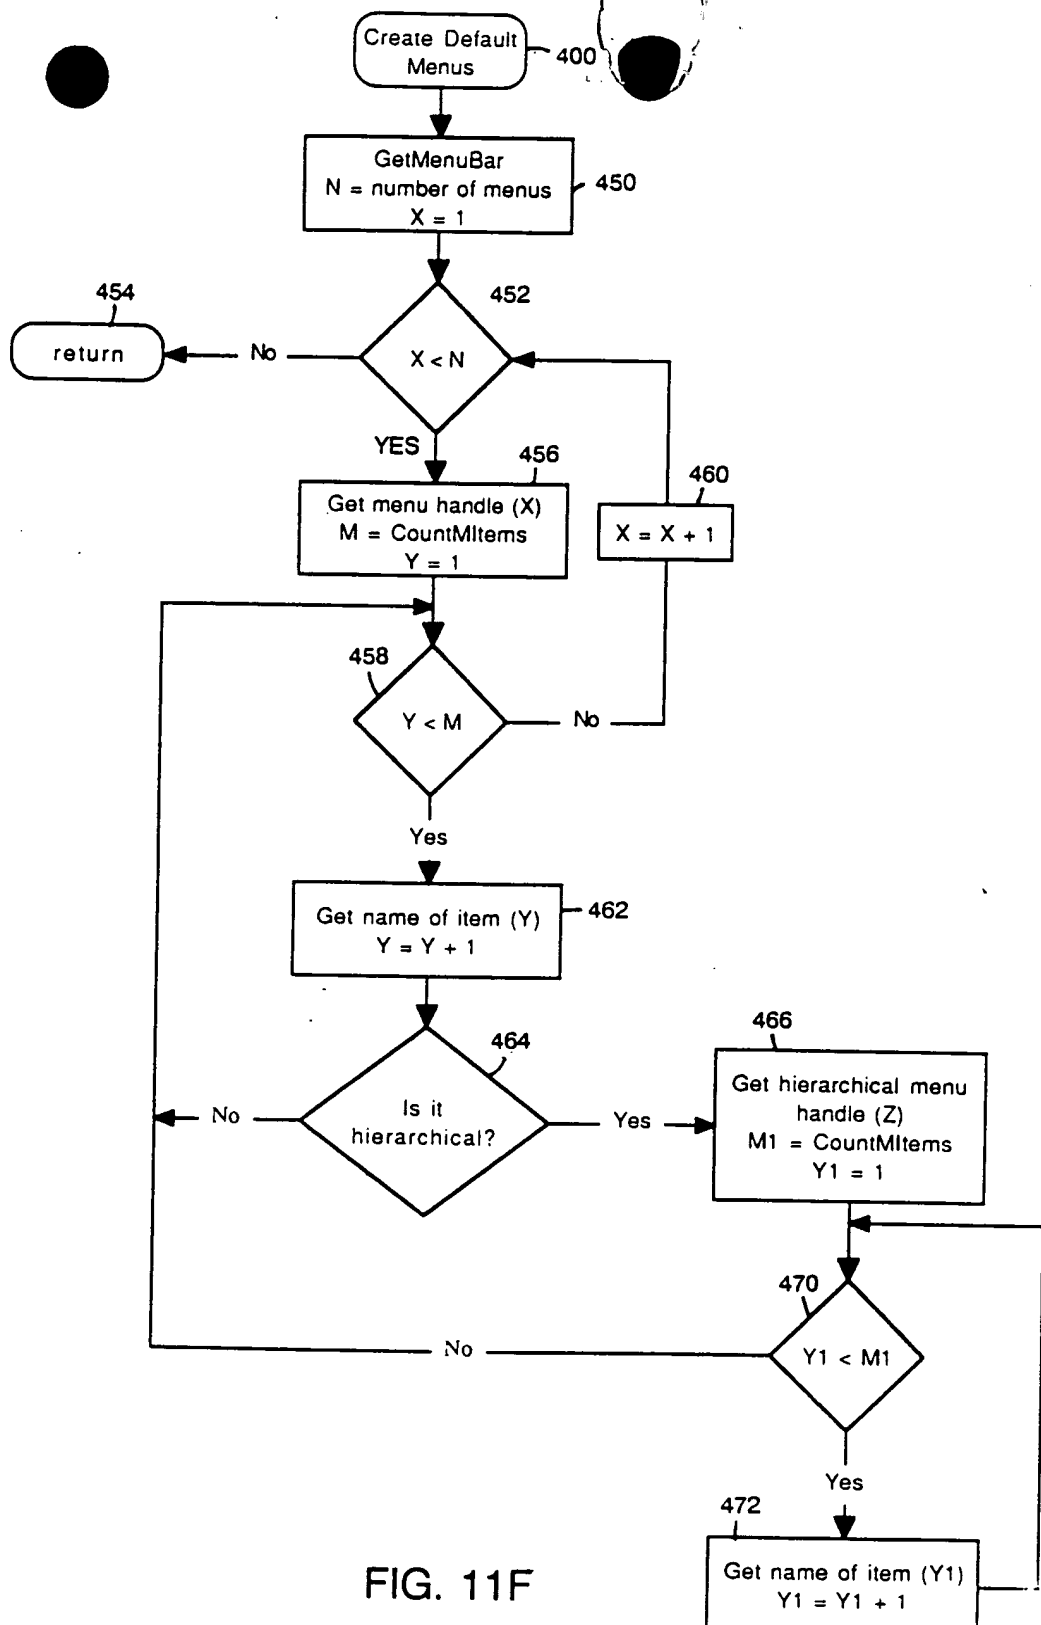 Create Default
Menus
400
GetMenuBar
N = number of menus
X = 1
450
452
454
return
No
X < N
YES
456
Get menu handle (X)
M = CountMItems
Y = 1
460
X = X + 1
458
Y < M
No
Yes
Get name of item (Y)
Y = Y + 1
462
464
Is it
hierarchical?
No
Yes
466
Get hierarchical menu
handle (Z)
M1 = CountMItems
Y1 = 1
470
Y1 < M1
No
Yes
472
Get name of item (Y1)
Y1 = Y1 + 1
FIG. 11F